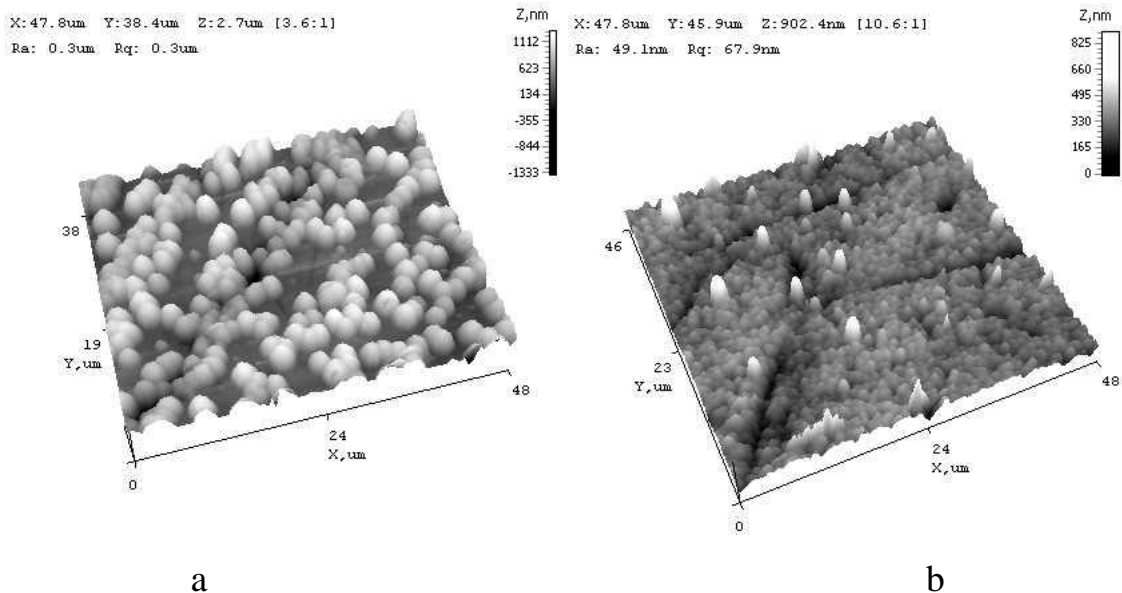 X:47.8um Y:38.4um Z:2.7um [3.6:1]
Ra: 0.3um Rq: 0.3um
Z,nm
1112
623
134
-355
-844
-1333
38
19
Y,um
0
24
X,um
48
a
X:47.8um Y:45.9um Z:902.4nm [10.6:1]
Ra: 49.1nm Rq: 67.9nm
Z,nm
825
660
495
330
165
0
46
23
Y,um
0
24
X,um
48
b